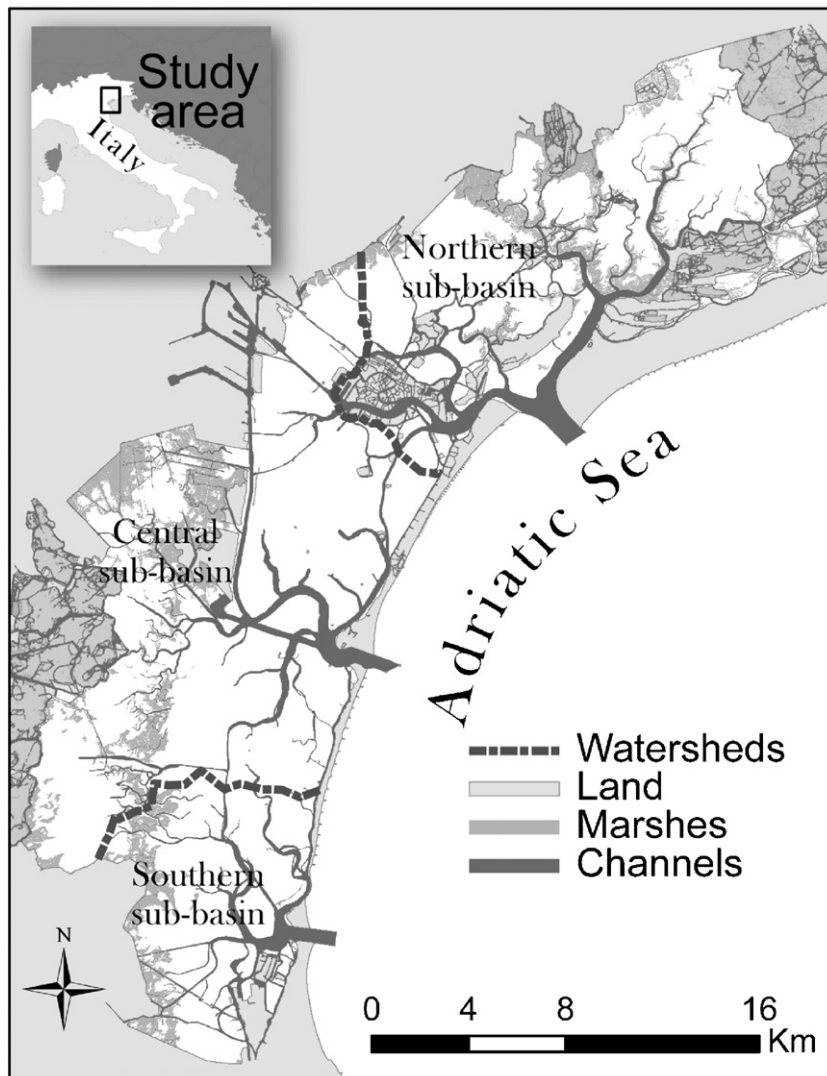 Study
area
Italy
Northern
sub-basin
Central
sub-basin
Adriatic Sea
Watersheds
Land
Marshes
Channels
Southern
sub-basin
N
0 4 8 16
Km